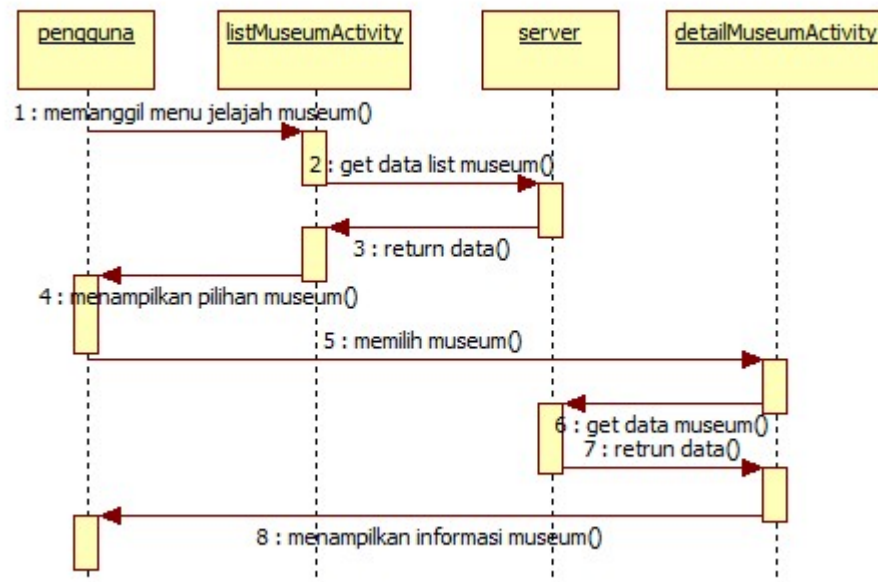 pengguna
listMuseumActivity
server
detailMuseumActivity
1 : memanggil menu jelajah museum()
2 : get data list museum()
3 : return data()
4 : menampilkan pilihan museum()
5 : memilih museum()
6 : get data museum()
7 : retrun data()
8 : menampilkan informasi museum()